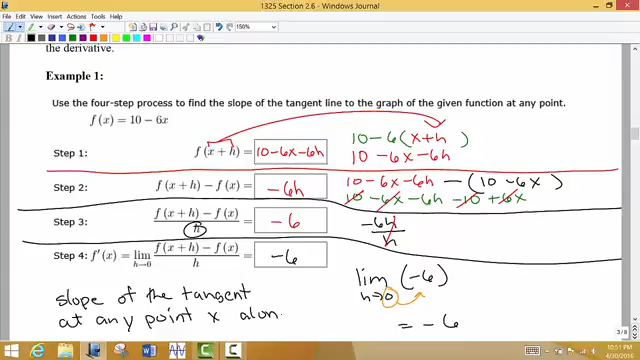 1325 Section 2.6 - Windows Journal
File Edit View Insert Actions Tools Help
150%
the derivative.
Example 1:
Use the four-step process to find the slope of the tangent line to the graph of the given function at any point.
f(x) = 10 − 6x
10 − 6(x+h)
Step 1: f(x + h) = 10 − 6x − 6h
10 − 6x − 6h
Step 2: f(x + h) − f(x) = − 6h
10 − 6x − 6h − (10 − 6x)
10 − 6x − 6h − 10 + 6x
Step 3: f(x + h) − f(x) / h = − 6
− 6h / h
Step 4: f′(x) = lim h→0 f(x + h) − f(x) / h = − 6
lim h→0 (− 6)
= − 6
slope of the tangent
at any point x alon
3 / 8
10:51 PM
4/30/2016